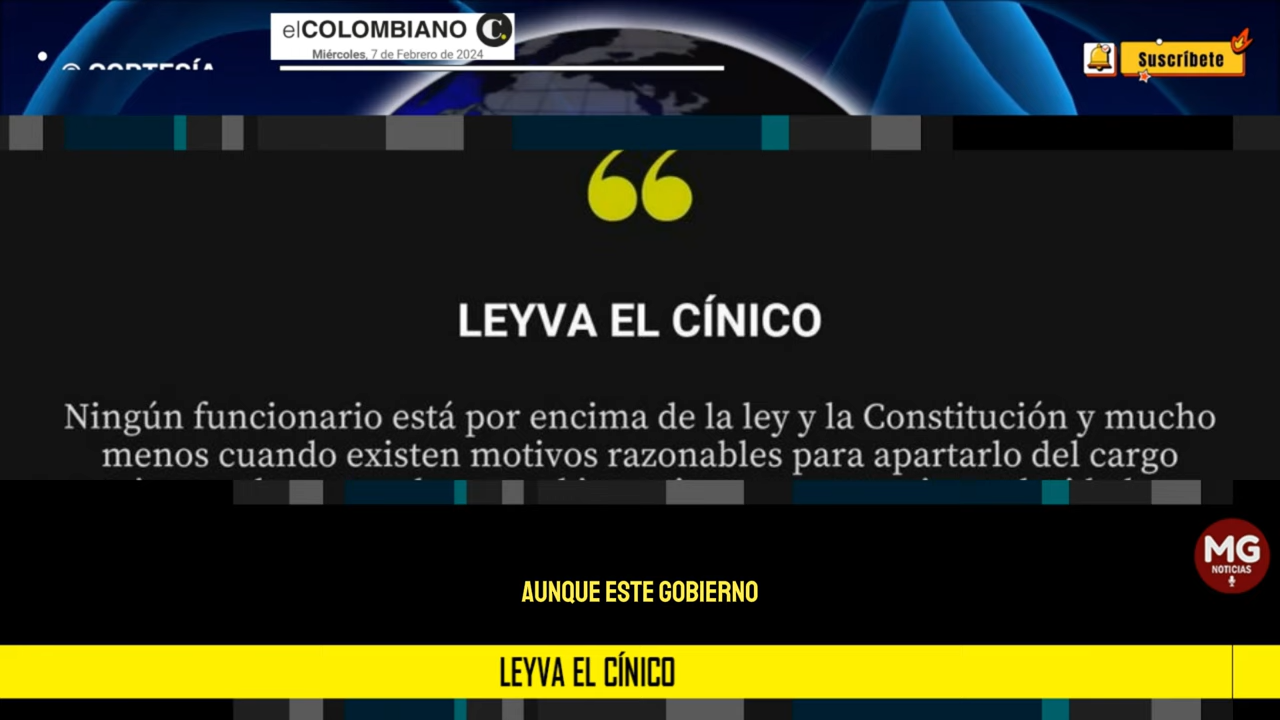 elCOLOMBIANO
Miércoles, 7 de Febrero de 2024
Suscríbete
LEYVA EL CÍNICO
Ningún funcionario está por encima de la ley y la Constitución y mucho
menos cuando existen motivos razonables para apartarlo del cargo
MG
NOTICIAS
AUNQUE ESTE GOBIERNO
LEYVA EL CÍNICO